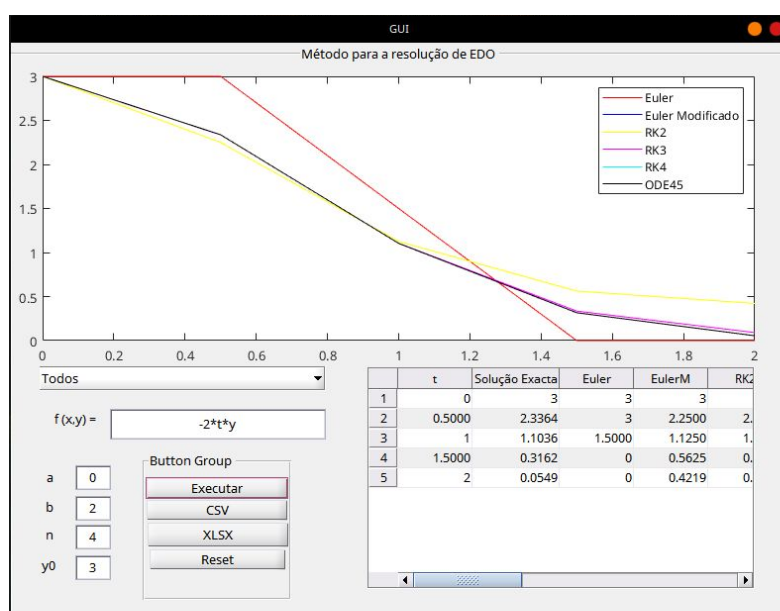 GUI
Método para a resolução de EDO
3
2.5
2
1.5
1
0.5
0
0 0.2 0.4 0.6 0.8 1 1.2 1.4 1.6 1.8 2
Euler
Euler Modificado
RK2
RK3
RK4
ODE45
Todos
f (x,y) = -2*t*y
a 0
b 2
n 4
y0 3
Button Group
Executar
CSV
XLSX
Reset
t Solução Exacta Euler EulerM RK2
1 0 3 3 3
2 0.5000 2.3364 3 2.2500 2.
3 1 1.1036 1.5000 1.1250 1.
4 1.5000 0.3162 0 0.5625 0.
5 2 0.0549 0 0.4219 0.